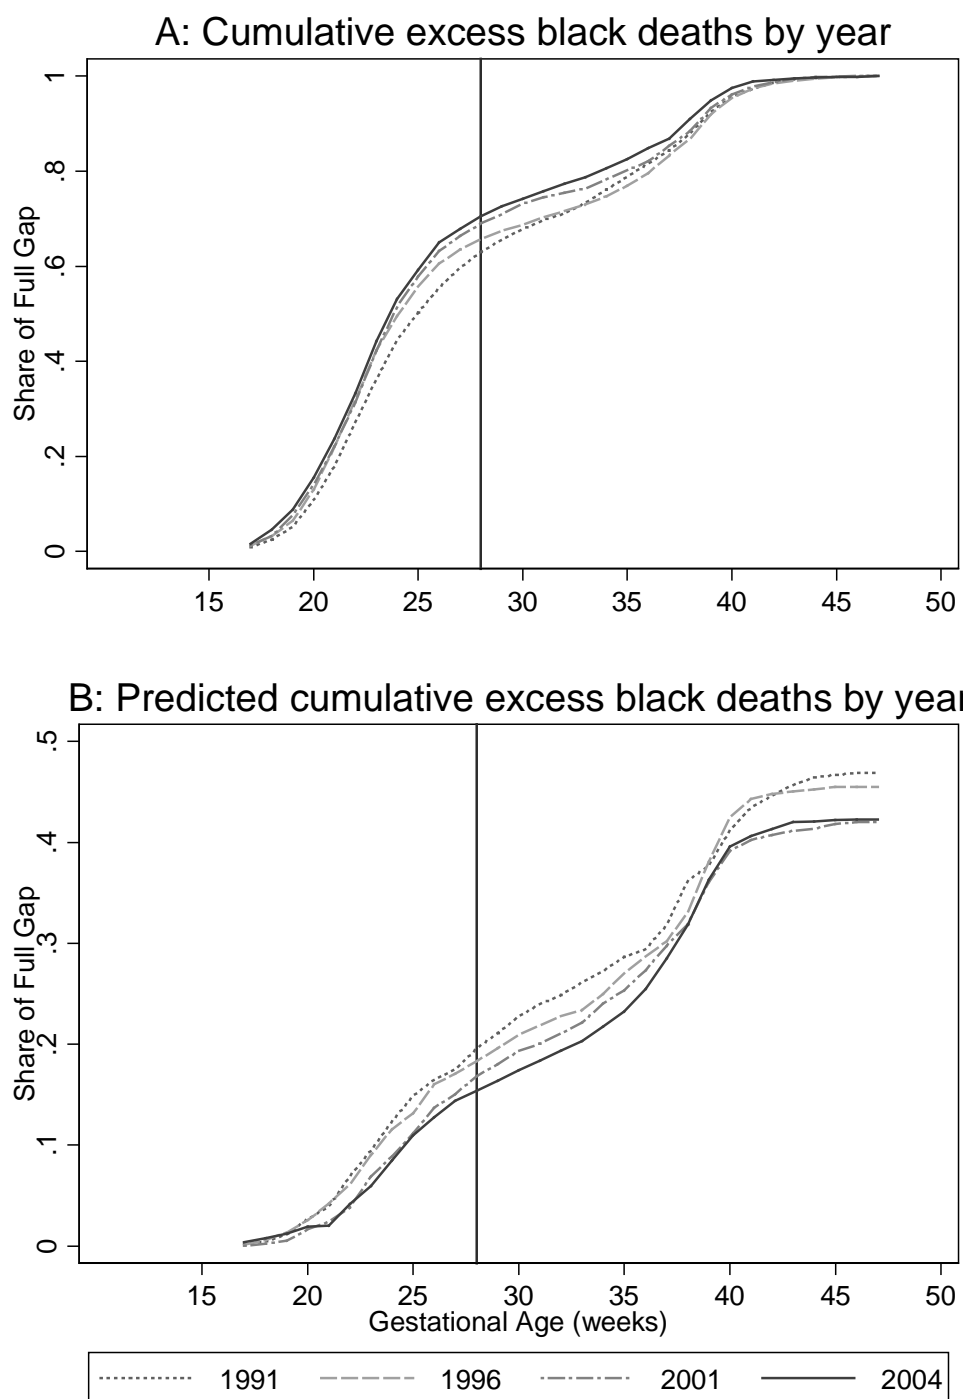 A: Cumulative excess black deaths by year
Share of Full Gap
1
.8
.6
.4
.2
0
15 20 25 30 35 40 45 50
B: Predicted cumulative excess black deaths by year
Share of Full Gap
.5
.4
.3
.2
.1
0
15 20 25 30 35 40 45 50
Gestational Age (weeks)
1991 1996 2001 2004